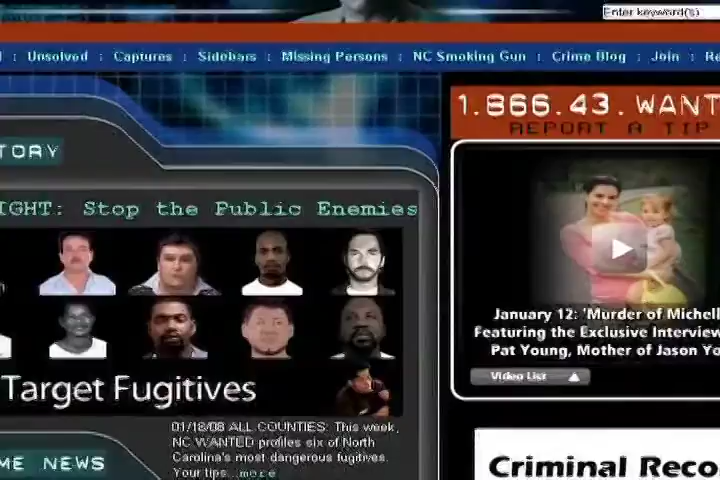 Enter keyword(s)
Unsolved : Captures : Sidebars : Missing Persons : NC Smoking Gun : Crime Blog : Join :
1.866.43.WANT
REPORT A TIP
TORY
IGHT: Stop the Public Enemies
January 12: 'Murder of Michell
Featuring the Exclusive Interview
Pat Young, Mother of Jason Yo
Video List
Target Fugitives
01/18/08 ALL COUNTIES: This week,
NC WANTED profiles six of North
Carolina's most dangerous fugitives.
Your tips...more
ME NEWS
Criminal Reco